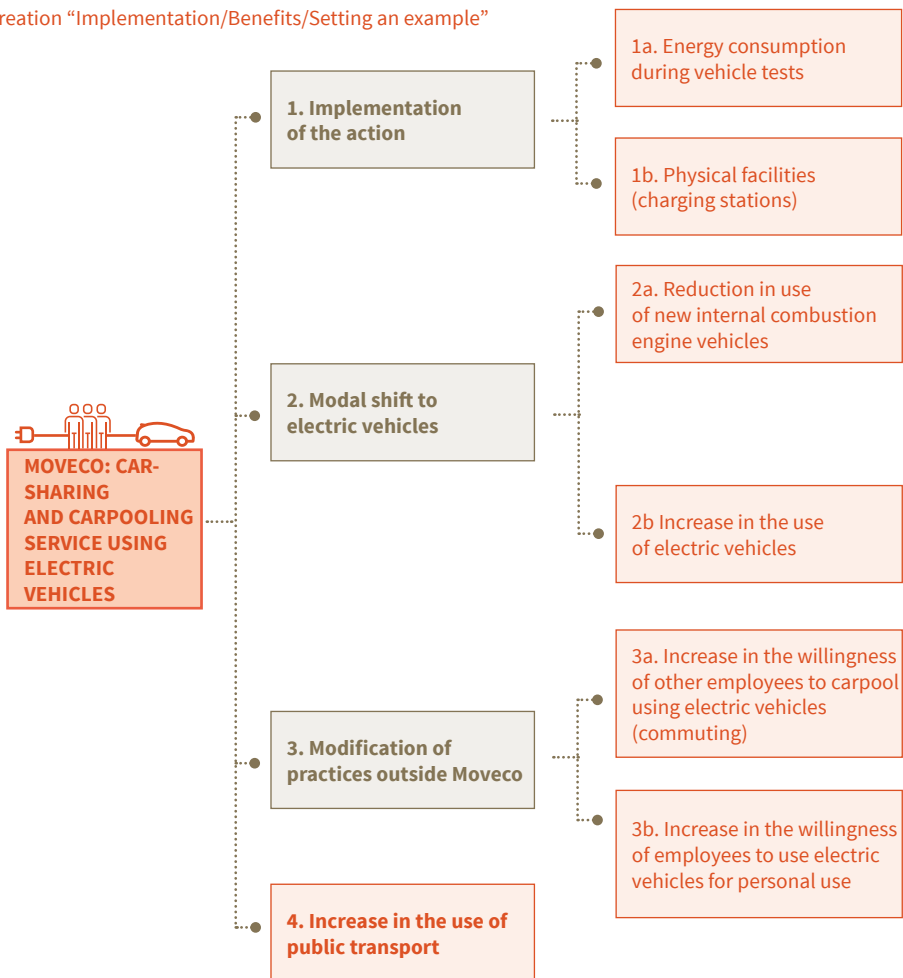 reation “Implementation/Benefits/Setting an example”
1a. Energy consumption
during vehicle tests
1. Implementation
of the action
1b. Physical facilities
(charging stations)
2a. Reduction in use
of new internal combustion
engine vehicles
2. Modal shift to
electric vehicles
MOVECO: CAR-
SHARING
AND CARPOOLING
SERVICE USING
ELECTRIC
VEHICLES
2b Increase in the use
of electric vehicles
3a. Increase in the willingness
of other employees to carpool
using electric vehicles
(commuting)
3. Modification of
practices outside Moveco
3b. Increase in the willingness
of employees to use electric
vehicles for personal use
4. Increase in the use of
public transport